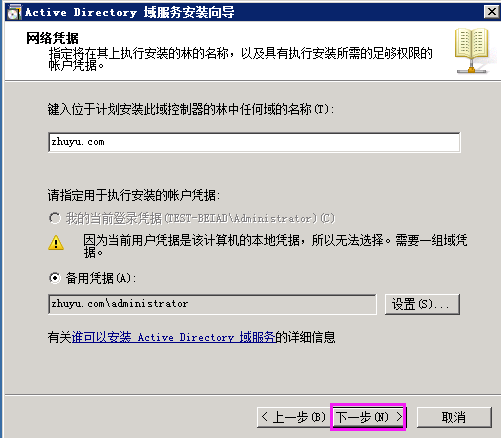 Active Directory 域服务安装向导
网络凭据
指定将在其上执行安装的林的名称，以及具有执行安装所需的足够权限的
帐户凭据。
键入位于计划安装此域控制器的林中任何域的名称(T):
zhuyu.com
请指定用于执行安装的帐户凭据:
我的当前登录凭据(TEST-BEIAD\Administrator)(C)
因为当前用户凭据是该计算机的本地凭据，所以无法选择。需要一组域凭
据。
备用凭据(A):
zhuyu.com\administrator
设置(S)...
有关谁可以安装 Active Directory 域服务的详细信息
< 上一步(B)
下一步(N) >
取消